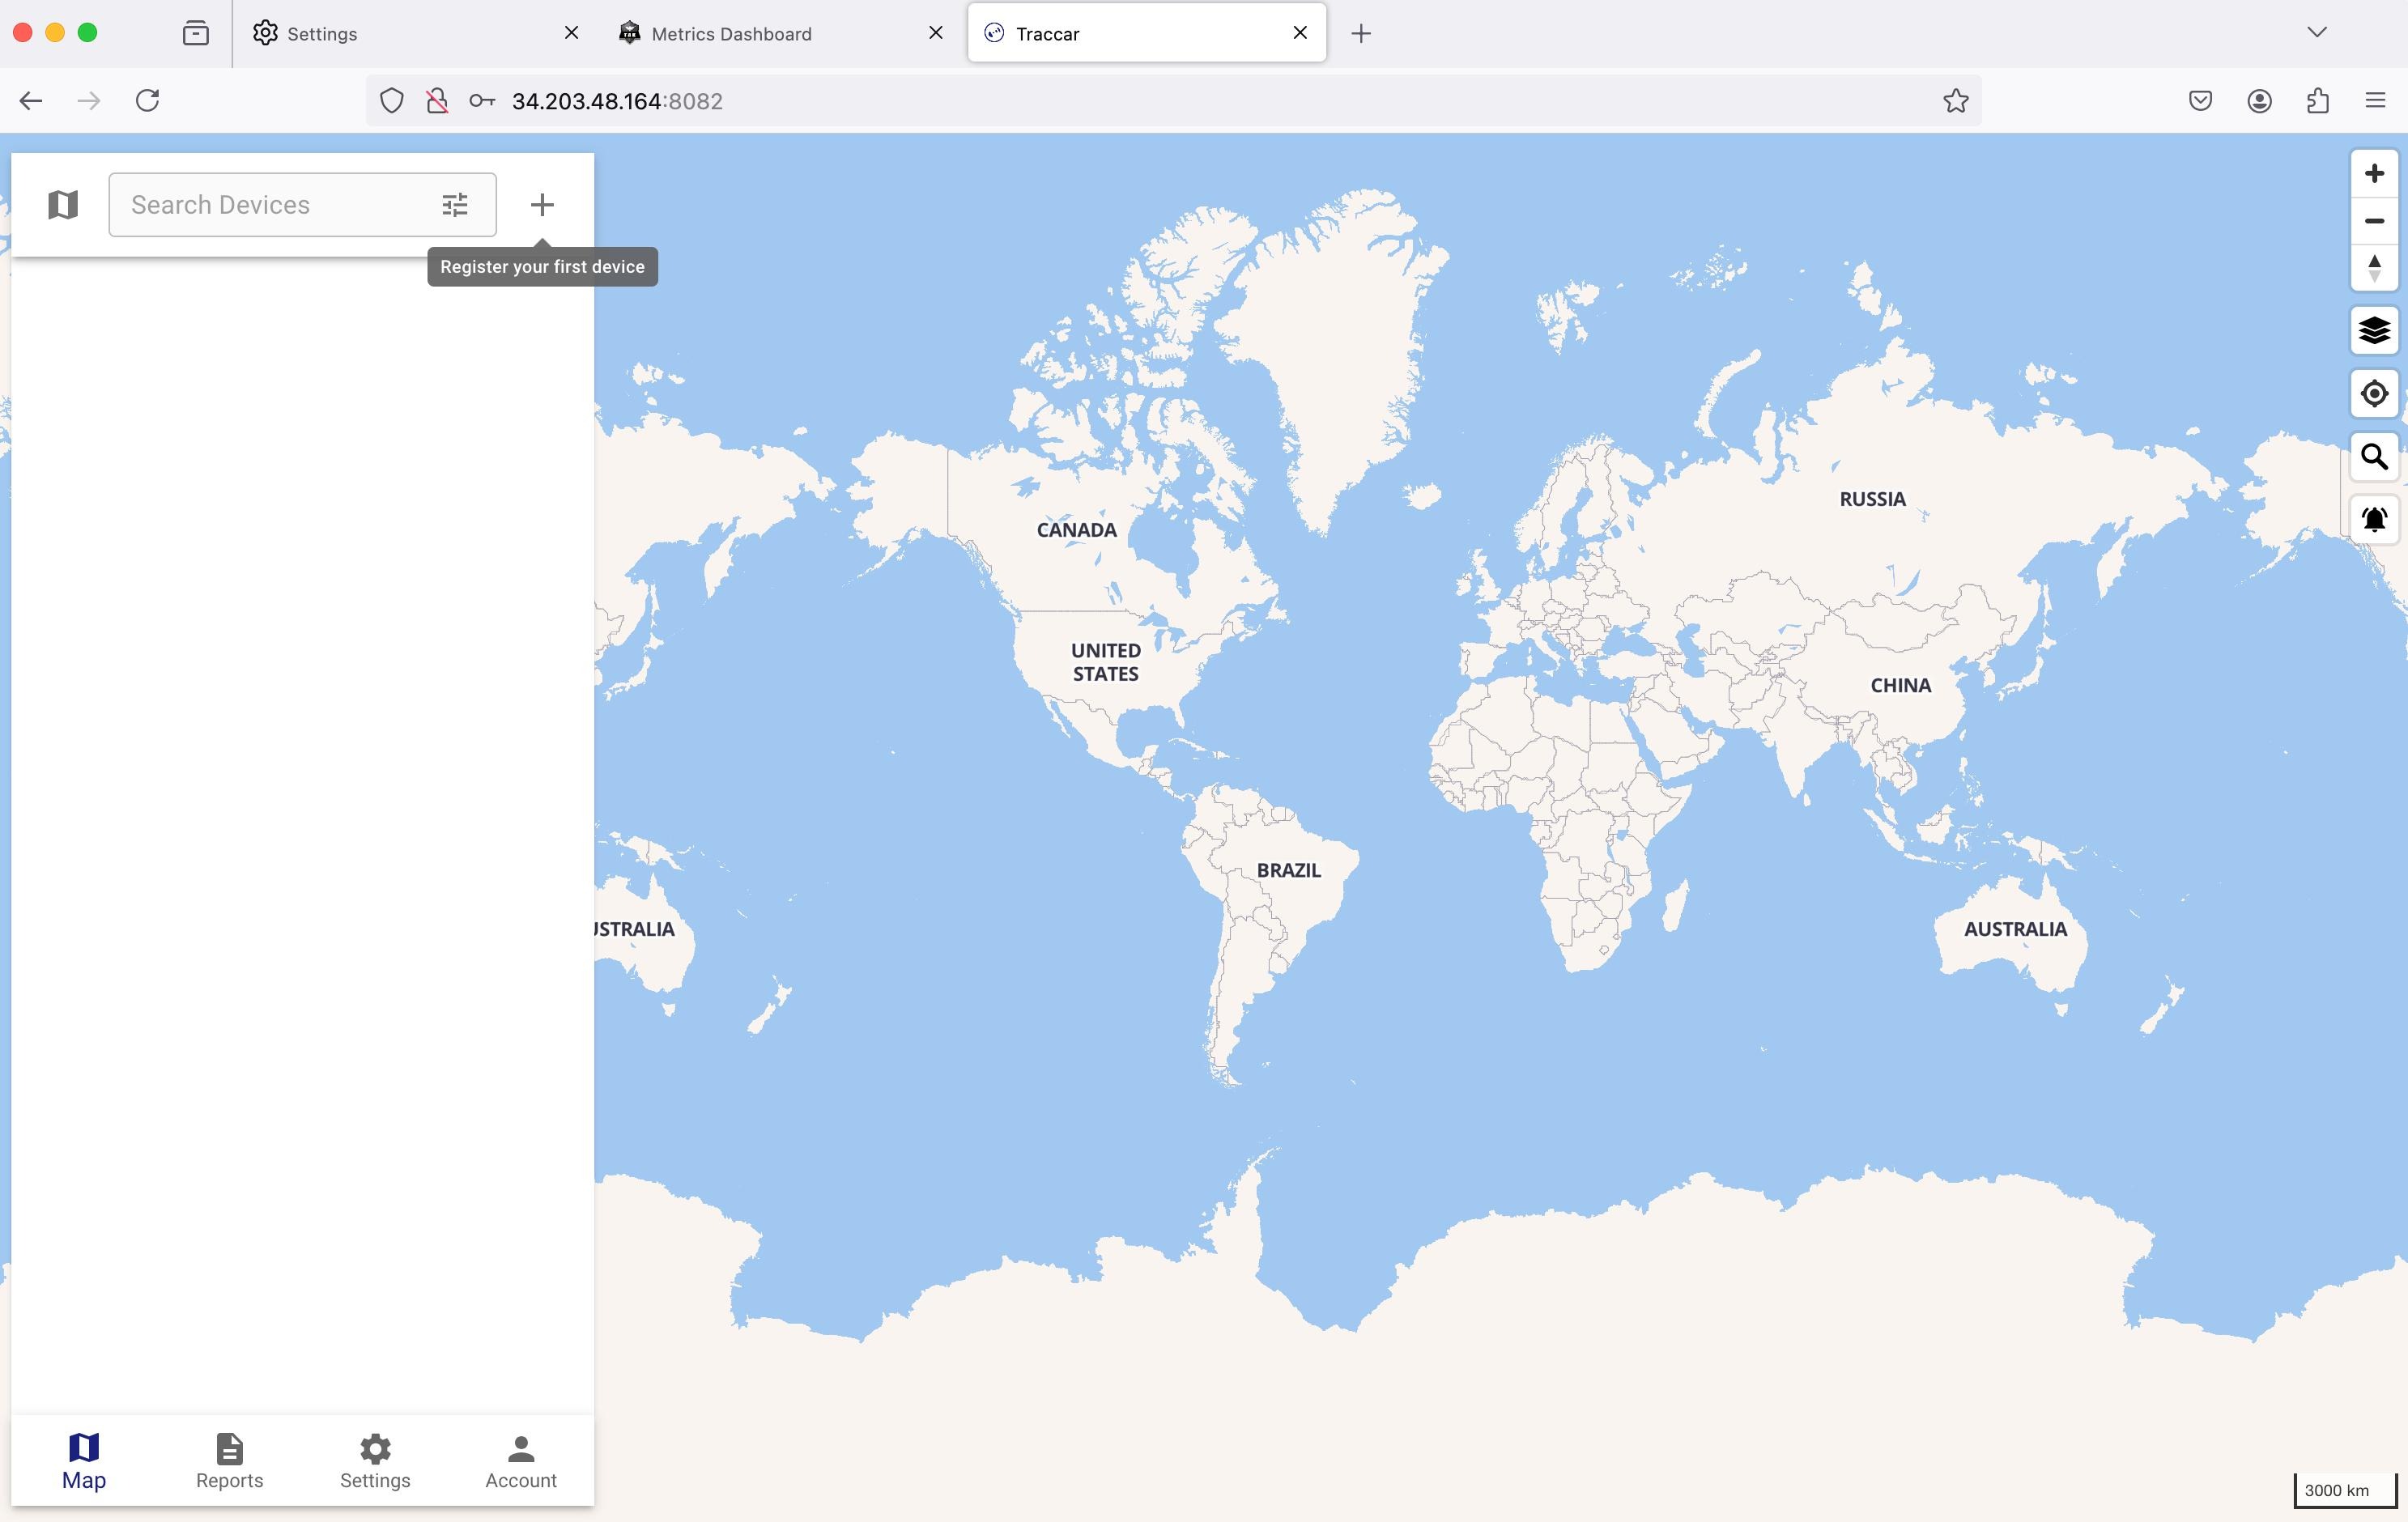 Settings
Metrics Dashboard
Traccar
34.203.48.164:8082
Search Devices
Register your first device
CANADA
RUSSIA
UNITED
STATES
CHINA
BRAZIL
USTRALIA
AUSTRALIA
Map
Reports
Settings
Account
3000 km